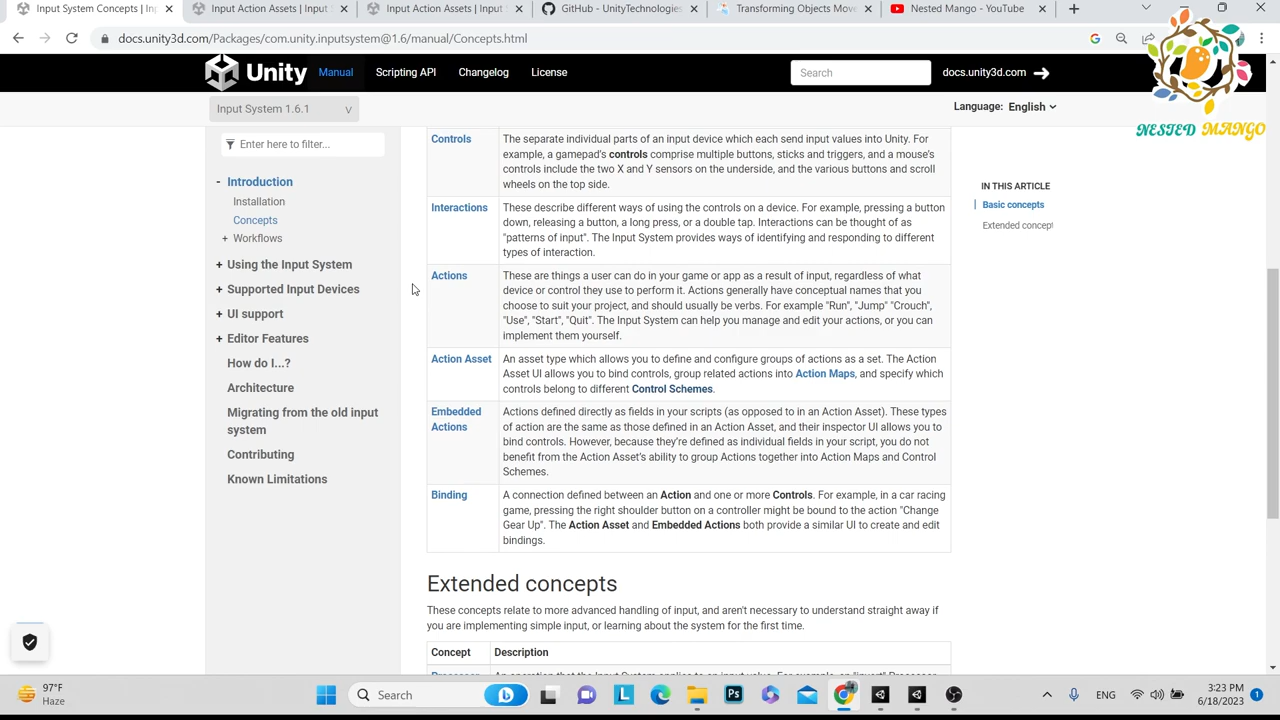 Input System Concepts | Inp
Input Action Assets | Input S
Input Action Assets | Input S
GitHub - UnityTechnologies
Transforming Objects Move
Nested Mango - YouTube
docs.unity3d.com/Packages/com.unity.inputsystem@1.6/manual/Concepts.html
Unity Manual Scripting API Changelog License Search docs.unity3d.com
NESTED MANGO
Input System 1.6.1
Language: English
Enter here to filter...
- Introduction
Installation
Concepts
+ Workflows
+ Using the Input System
+ Supported Input Devices
+ UI support
+ Editor Features
How do I...?
Architecture
Migrating from the old input
system
Contributing
Known Limitations
Controls
The separate individual parts of an input device which each send input values into Unity. For
example, a gamepad's controls comprise multiple buttons, sticks and triggers, and a mouse's
controls include the two X and Y sensors on the underside, and the various buttons and scroll
wheels on the top side.
Interactions
These describe different ways of using the controls on a device. For example, pressing a button
down, releasing a button, a long press, or a double tap. Interactions can be thought of as
"patterns of input". The Input System provides ways of identifying and responding to different
types of interaction.
Actions
These are things a user can do in your game or app as a result of input, regardless of what
device or control they use to perform it. Actions generally have conceptual names that you
choose to suit your project, and should usually be verbs. For example "Run", "Jump" "Crouch",
"Use", "Start", "Quit". The Input System can help you manage and edit your actions, or you can
implement them yourself.
Action Asset
An asset type which allows you to define and configure groups of actions as a set. The Action
Asset UI allows you to bind controls, group related actions into Action Maps, and specify which
controls belong to different Control Schemes.
Embedded
Actions
Actions defined directly as fields in your scripts (as opposed to in an Action Asset). These types
of action are the same as those defined in an Action Asset, and their inspector UI allows you to
bind controls. However, because they're defined as individual fields in your script, you do not
benefit from the Action Asset's ability to group Actions together into Action Maps and Control
Schemes.
Binding
A connection defined between an Action and one or more Controls. For example, in a car racing
game, pressing the right shoulder button on a controller might be bound to the action "Change
Gear Up". The Action Asset and Embedded Actions both provide a similar UI to create and edit
bindings.
Extended concepts
These concepts relate to more advanced handling of input, and aren't necessary to understand straight away if
you are implementing simple input, or learning about the system for the first time.
Concept Description
IN THIS ARTICLE
Basic concepts
Extended concept
97°F
Haze
Search
ENG
3:23 PM
6/18/2023